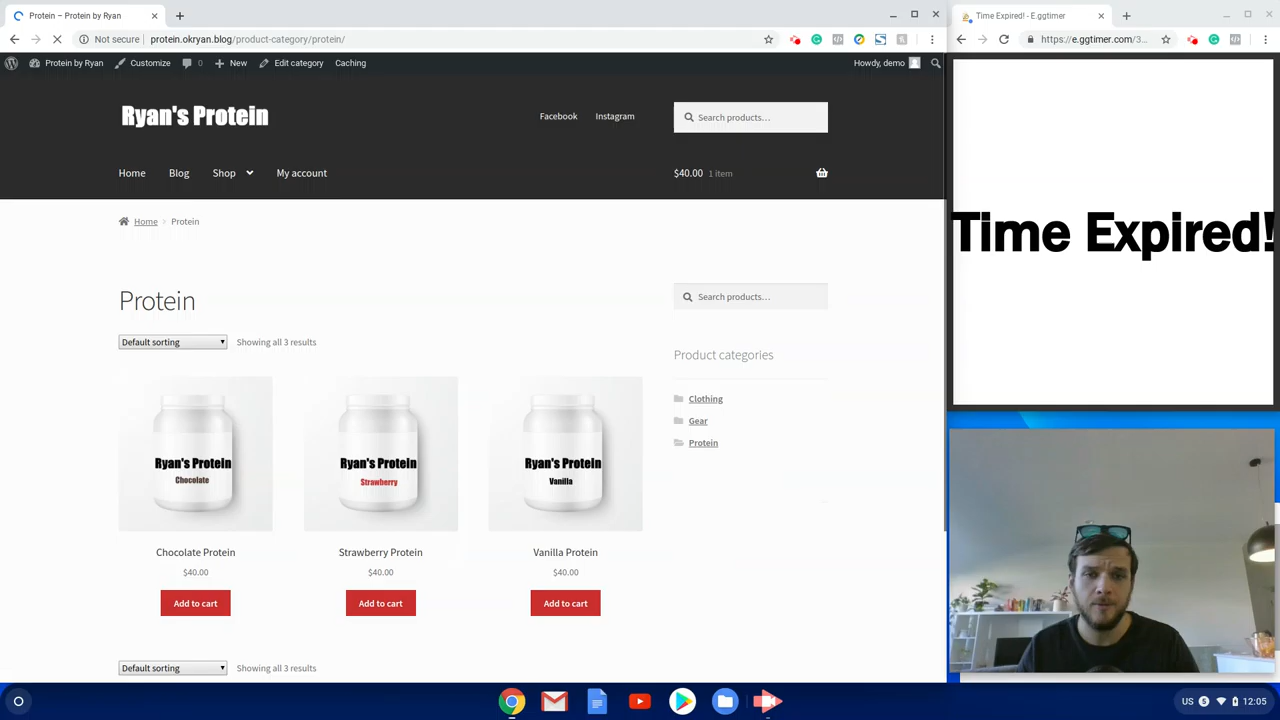 Protein – Protein by Ryan
Time Expired! - E.ggtimer
Not secure protein.okryan.blog/product-category/protein/
https://e.ggtimer.com/3...
Protein by Ryan Customize 0 New Edit category Caching Howdy, demo
Ryan's Protein
Facebook Instagram
Search products…
Home Blog Shop My account
$40.00 1 item
Home Protein
Time Expired!
Protein
Search products…
Default sorting Showing all 3 results
Product categories
Clothing
Gear
Protein
Ryan's Protein
Chocolate
Ryan's Protein
Strawberry
Ryan's Protein
Vanilla
Chocolate Protein Strawberry Protein Vanilla Protein
$40.00 $40.00 $40.00
Add to cart Add to cart Add to cart
Default sorting Showing all 3 results
US 5 12:05